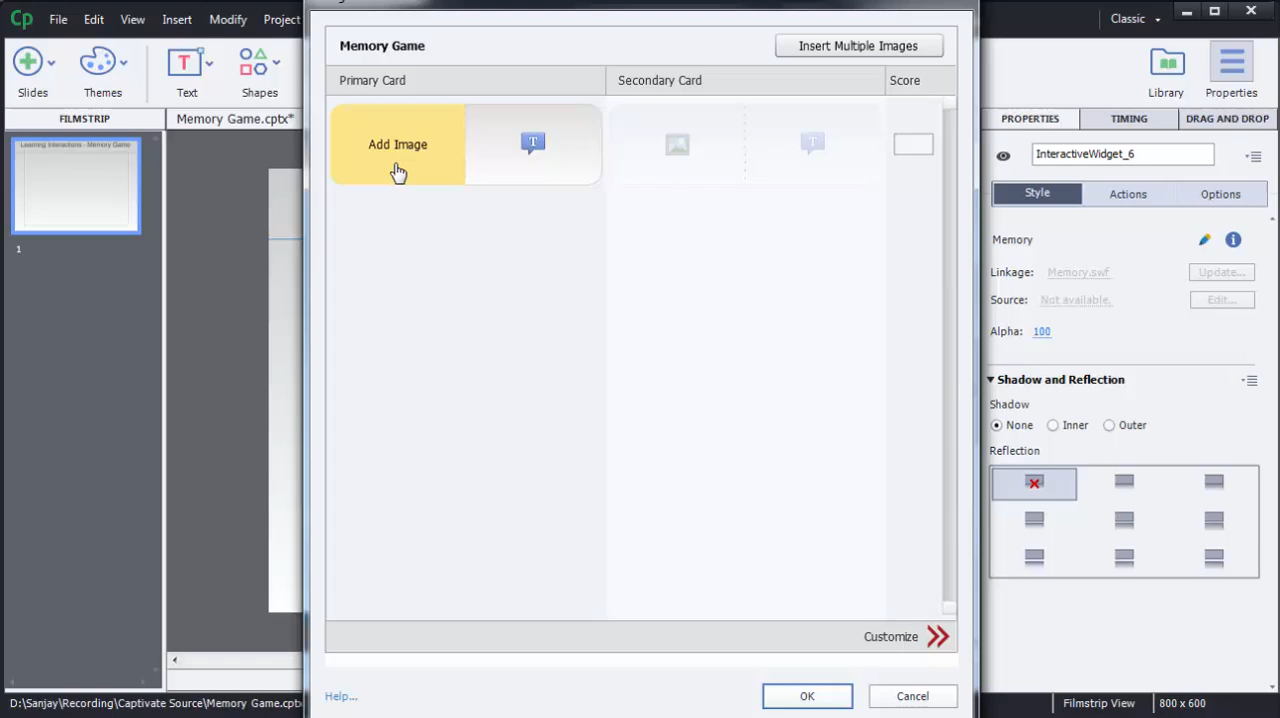 Cp File Edit View Insert Modify Project
Classic
Slides Themes Text Shapes
Library Properties
FILMSTRIP
Memory Game.cptx*
Learning Interactions - Memory Game
1
Memory Game
Insert Multiple Images
Primary Card Secondary Card Score
Add Image
T
T
Customize
Help...
OK
Cancel
PROPERTIES TIMING DRAG AND DROP
InteractiveWidget_6
Style Actions Options
Memory
Linkage: Memory.swf Update...
Source: Not available. Edit...
Alpha: 100
Shadow and Reflection
Shadow
None Inner Outer
Reflection
D:\Sanjay\Recording\Captivate Source\Memory Game.cptx
Filmstrip View 800 x 600